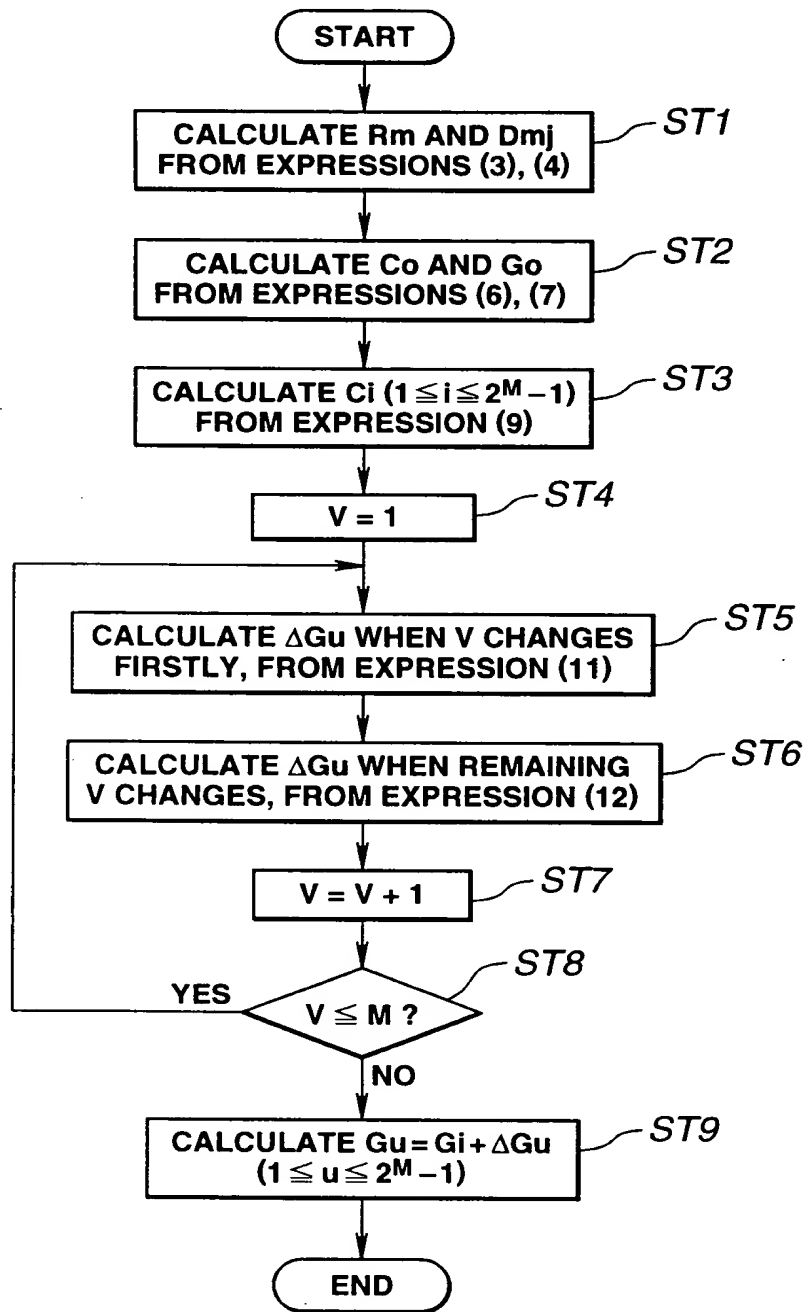 START
CALCULATE Rm AND Dmj
FROM EXPRESSIONS (3), (4)
ST1
CALCULATE Co AND Go
FROM EXPRESSIONS (6), (7)
ST2
CALCULATE Ci (1≦i≦2^M−1)
FROM EXPRESSION (9)
ST3
V = 1
ST4
CALCULATE ΔGu WHEN V CHANGES
FIRSTLY, FROM EXPRESSION (11)
ST5
CALCULATE ΔGu WHEN REMAINING
V CHANGES, FROM EXPRESSION (12)
ST6
V = V + 1
ST7
V ≦ M ?
ST8
YES
NO
CALCULATE Gu = Gi + ΔGu
(1 ≦ u ≦ 2^M − 1)
ST9
END